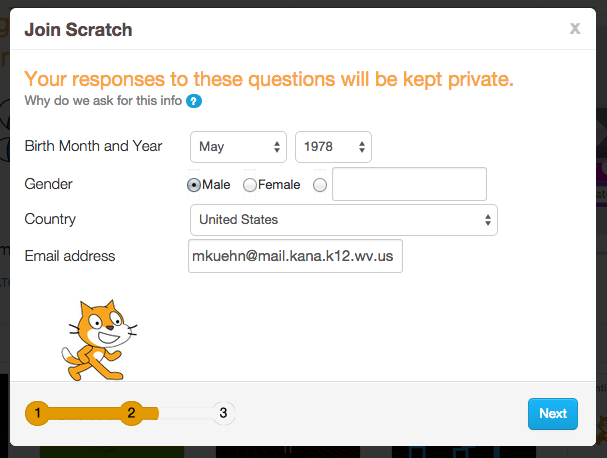 Join Scratch x
Your responses to these questions will be kept private.
Why do we ask for this info ?
Birth Month and Year May 1978
Gender Male Female
Country United States
Email address mkuehn@mail.kana.k12.wv.us
1 2 3 Next